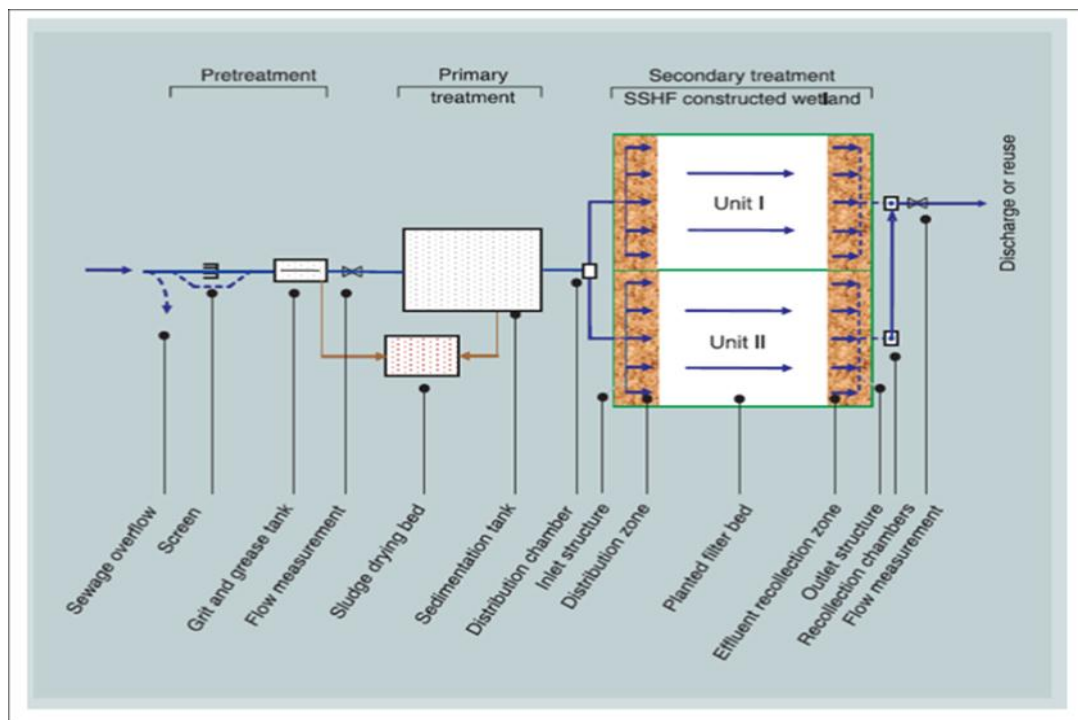 Pretreatment
Primary
treatment
Secondary treatment
SSHF constructed wetland
Unit I
Unit II
Discharge or reuse
Sewage overflow
Screen
Grit and grease tank
Flow measurement
Sludge drying bed
Sedimentation tank
Distribution chamber
Inlet structure
Distribution zone
Planted filter bed
Effluent recollection zone
Outlet structure
Recollection chambers
Flow measurement